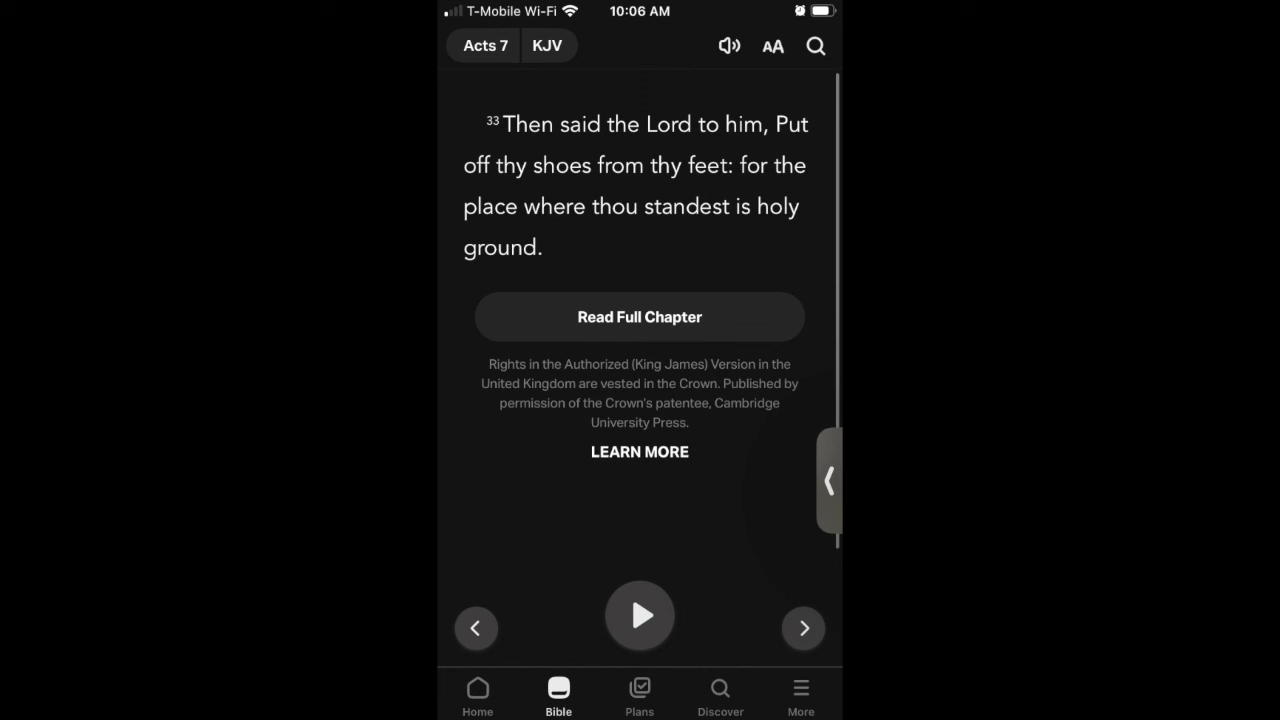 T-Mobile Wi-Fi 10:06 AM
Acts 7 KJV AA
33 Then said the Lord to him, Put
off thy shoes from thy feet: for the
place where thou standest is holy
ground.
Read Full Chapter
Rights in the Authorized (King James) Version in the
United Kingdom are vested in the Crown. Published by
permission of the Crown's patentee, Cambridge
University Press.
LEARN MORE
Home Bible Plans Discover More